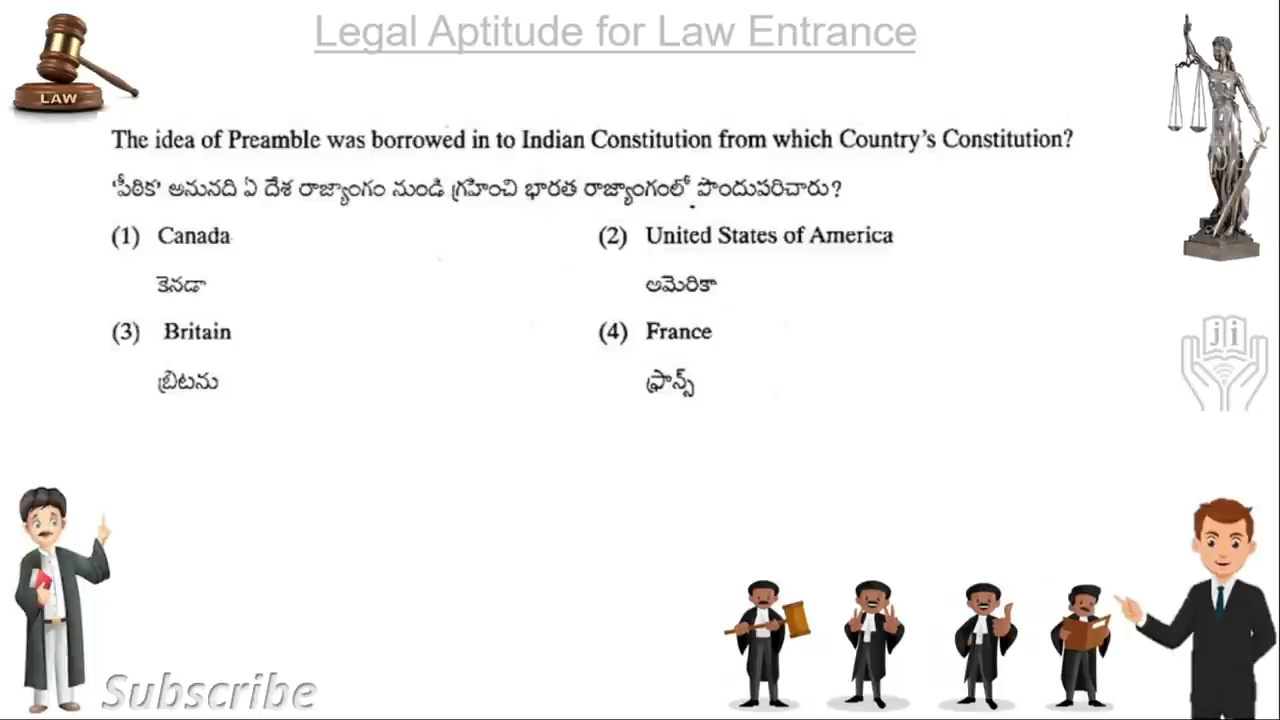 Legal Aptitude for Law Entrance
LAW
The idea of Preamble was borrowed in to Indian Constitution from which Country's Constitution?
'పీఠిక' అనునది ఏ దేశ రాజ్యాంగం నుండి గ్రహించి భారత రాజ్యాంగంలో పొందుపరిచారు?
(1) Canada (2) United States of America
కెనడా అమెరికా
(3) Britain (4) France
బ్రిటను ఫ్రాన్స్
ji
Subscribe